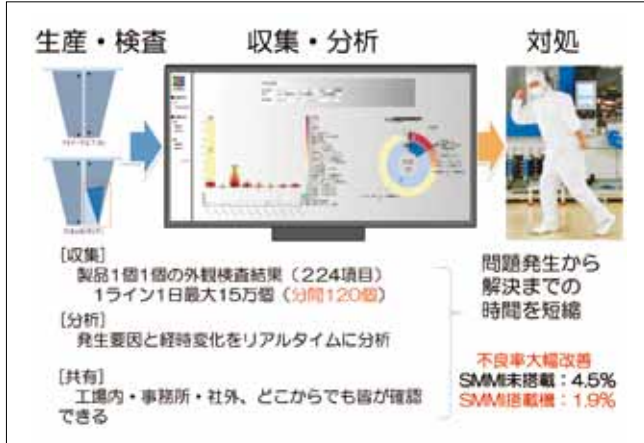 生産・検査
収集・分析
対処
[収集]
製品1個1個の外観検査結果（224項目）
1ライン1日最大15万個（分間120個）
[分析]
発生要因と経時変化をリアルタイムに分析
[共有]
工場内・事務所・社外、どこからでも皆が確認
できる
問題発生から
解決までの
時間を短縮
不良率大幅改善
SMMI未搭載：4.5%
SMMI搭載機：1.9%